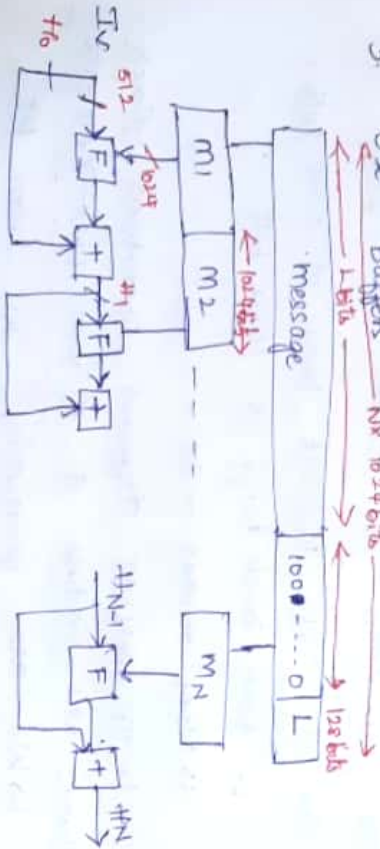 Buffers
N x 1024 bits
L bits 128 bits
message 1000-....0 L
← 1024 bits →
m1 m2 ---- mN
1024
512 H1
IV F + F + HN-1 F + HN
H0